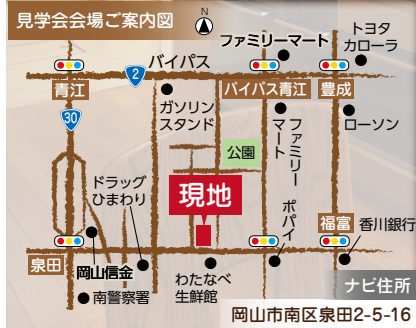 見学会会場ご案内図
N
ファミリーマート
トヨタ
カローラ
バイパス
2
青江
バイパス青江
豊成
30
ガソリン
スタンド
ファミリー
マート
ローソン
公園
ドラッグ
ひまわり
現地
ポパイ
福富
香川銀行
泉田
岡山信金
南警察署
わたなべ
生鮮館
ナビ住所
岡山市南区泉田2-5-16